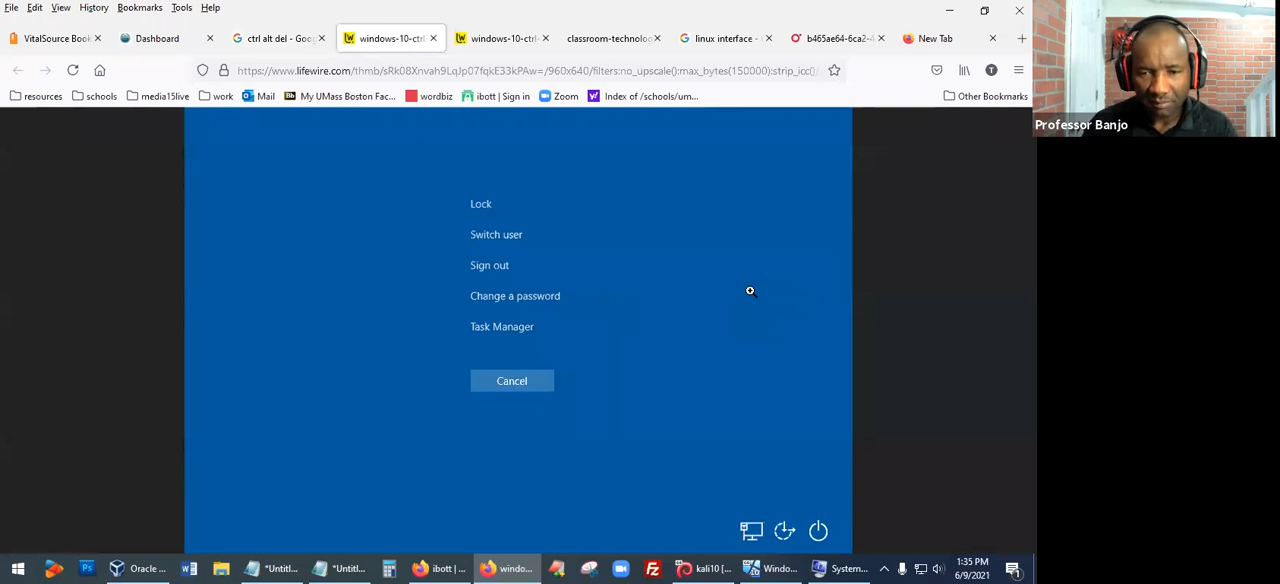 File Edit View History Bookmarks Tools Help
VitalSource Book Dashboard ctrl alt del - Goog windows-10-ctrl windows-10-ctrl- classroom-technolog linux interface - G b465ae64-6ca2-4 New Tab
https://www.lifewire.com/thmb/sRk08Xnvah9LqJp07fqkE33kPAw=/960x640/filters:no_upscale():max_bytes(150000):strip_icc()/
resources schools media15live work Mail My UMass Boston Fac... wordbiz ibott | Sign in Zoom Index of /schools/um... Other Bookmarks
Professor Banjo
Lock
Switch user
Sign out
Change a password
Task Manager
Cancel
Oracle ... *Untitl... *Untitl... ibott | ... windo... kali10 [... Windo... System... 1:35 PM
6/9/2021